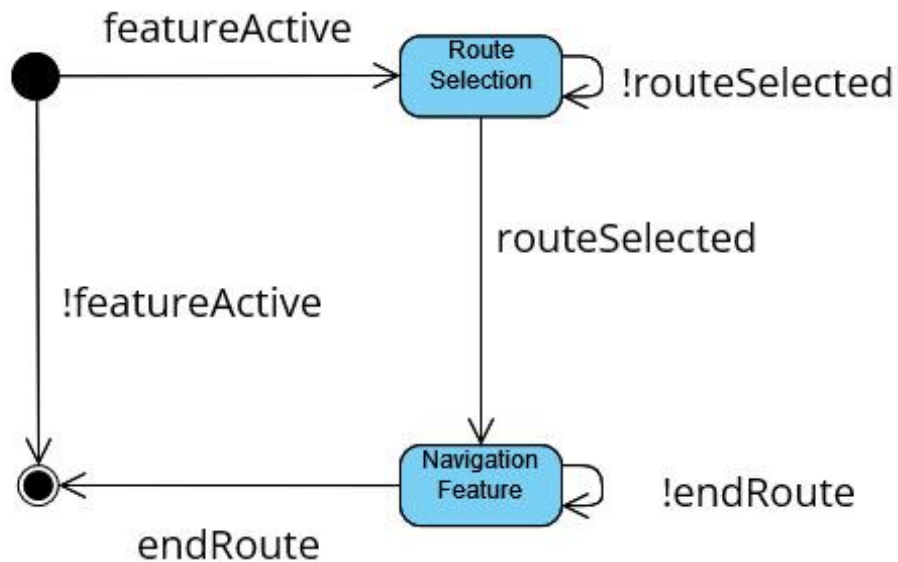 featureActive
Route
Selection
!routeSelected
routeSelected
!featureActive
Navigation
Feature
!endRoute
endRoute